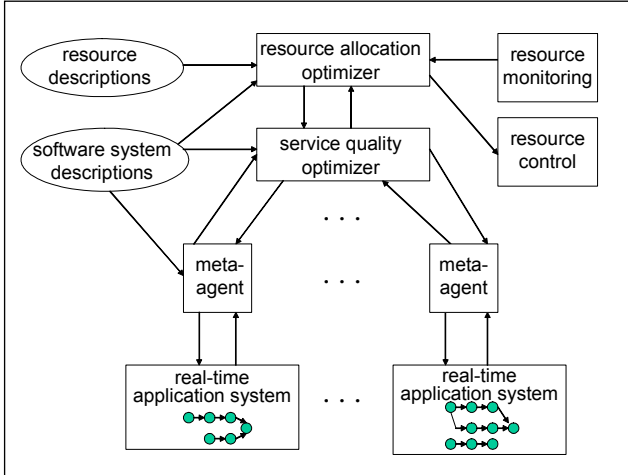 resource
descriptions
resource allocation
optimizer
resource
monitoring
software system
descriptions
service quality
optimizer
resource
control
. . .
meta-
agent
. . .
meta-
agent
real-time
application system
. . .
real-time
application system